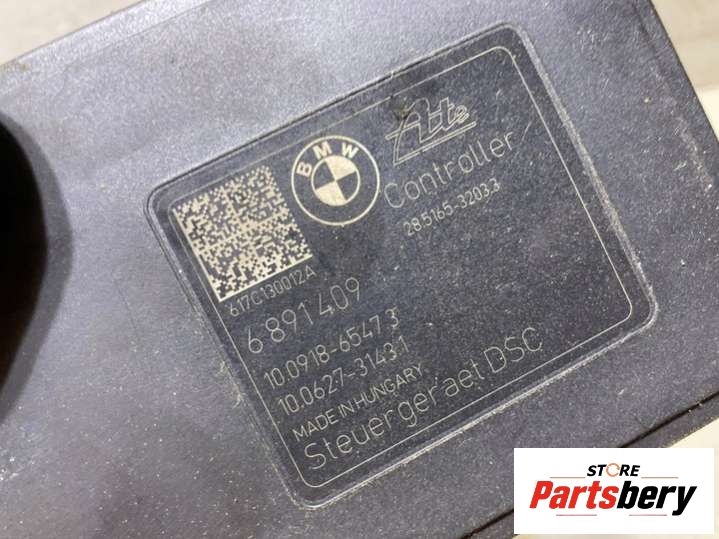 BMW
Ate
Controller
28.5165-3203.3
617C130012A
6 891 409
10.0918-6547.3
10.0627-3143.1
MADE IN HUNGARY
Steuergeraet DSC
STORE
Partsbery